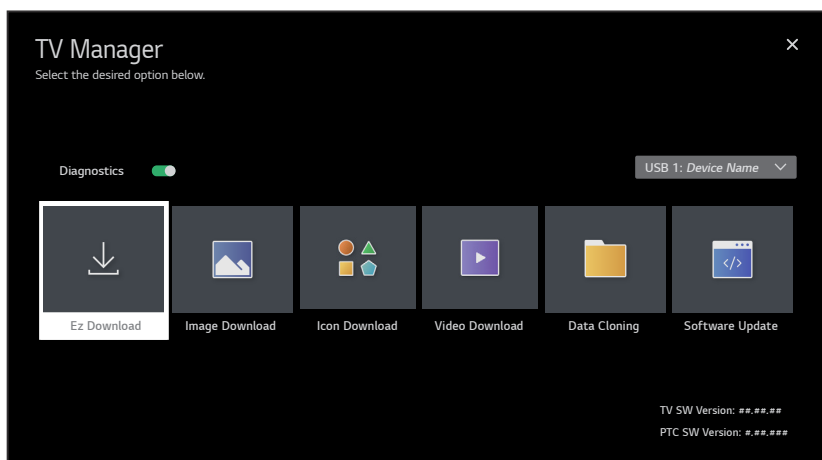 TV Manager
Select the desired option below.
Diagnostics
USB 1: Device Name
Ez Download
Image Download
Icon Download
Video Download
Data Cloning
Software Update
</>
TV SW Version: ##.##.##
PTC SW Version: #.##.###